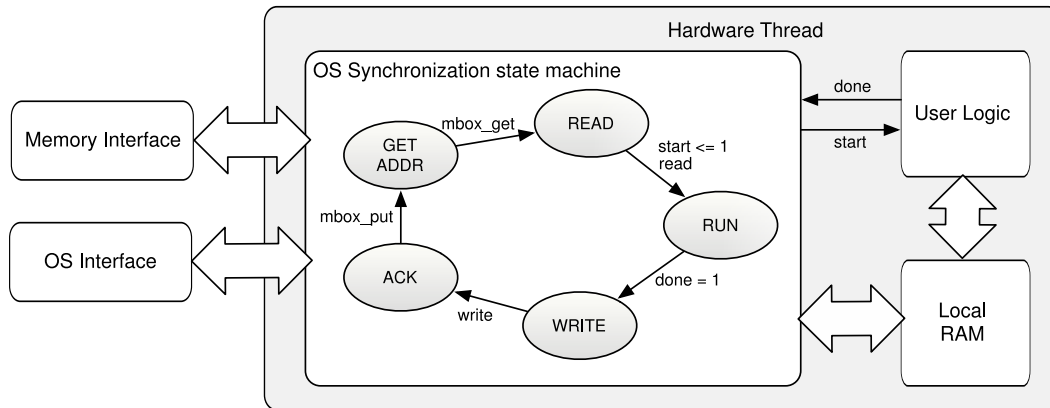 Hardware Thread
OS Synchronization state machine
Memory Interface
OS Interface
GET
ADDR
mbox_get
READ
start <= 1
read
RUN
done = 1
WRITE
write
ACK
mbox_put
done
start
User Logic
Local
RAM